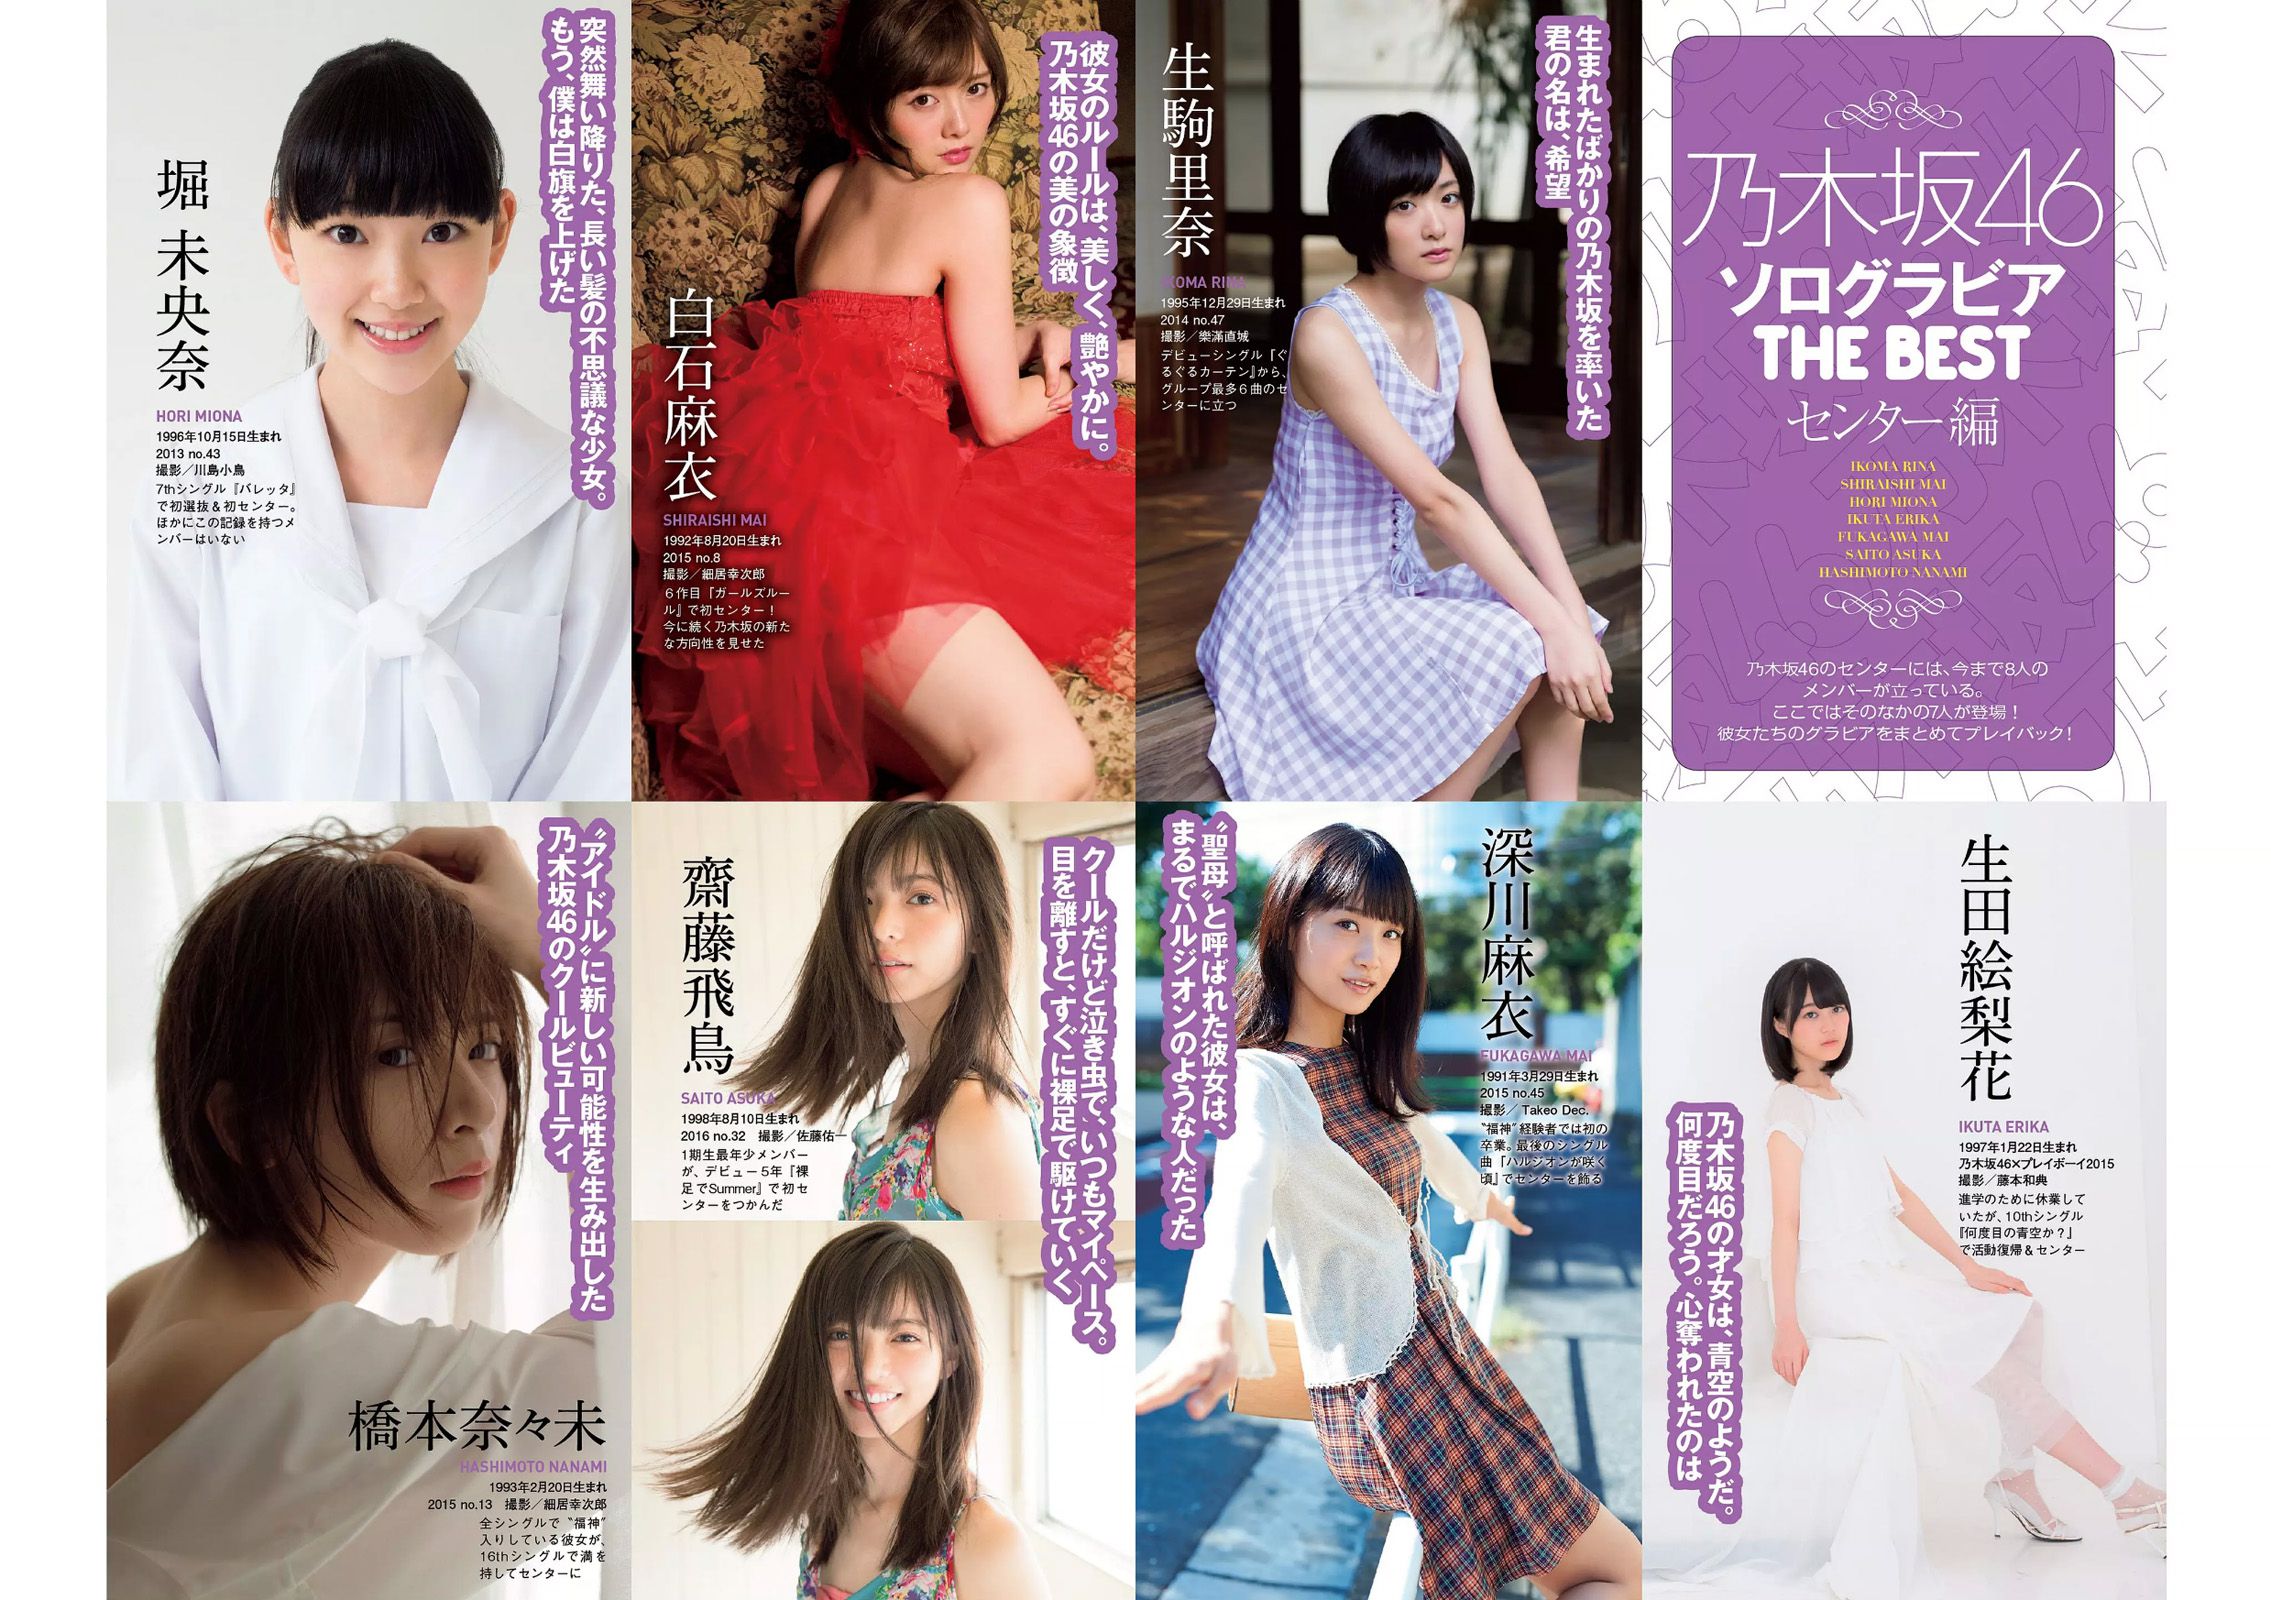 乃木坂46
ソログラビア
THE BEST
センター編
IKOMA RINA
SHIRAISHI MAI
HORI MIONA
IKUTA ERIKA
FUKAGAWA MAI
SAITO ASUKA
HASHIMOTO NANAMI
乃木坂46のセンターには、今まで8人の
メンバーが立っている。
ここではそのなかの7人が登場！
彼女たちのグラビアをまとめてプレイバック！
生まれたばかりの乃木坂を率いた
君の名は、希望
生駒里奈
IKOMA RINA
1995年12月29日生まれ
2014 no.47
撮影／樂滿直城
デビューシングル『ぐ
るぐるカーテン』から、
グループ最多６曲のセ
ンターに立つ
彼女のルールは、美しく、艶やかに。
乃木坂46の美の象徴
白石麻衣
SHIRAISHI MAI
1992年8月20日生まれ
2015 no.8
撮影／細居幸次郎
６作目『ガールズルー
ル』で初センター！
今に続く乃木坂の新た
な方向性を見せた
突然舞い降りた、長い髪の不思議な少女。
もう、僕は白旗を上げた
堀 未央奈
HORI MIONA
1996年10月15日生まれ
2013 no.43
撮影／川島小鳥
7thシングル『バレッタ』
で初選抜＆初センター。
ほかにこの記録を持つメ
ンバーはいない
生田絵梨花
IKUTA ERIKA
1997年1月22日生まれ
乃木坂46×プレイボーイ2015
撮影／藤本和典
進学のために休業して
いたが、10thシングル
『何度目の青空か？』
で活動復帰＆センター
乃木坂46の才女は、青空のようだ。
何度目だろう。心奪われたのは
深川麻衣
FUKAGAWA MAI
1991年3月29日生まれ
2015 no.45
撮影／ Takeo Dec.
“福神”経験者では初の
卒業。最後のシングル
曲『ハルジオンが咲く
頃』でセンターを飾る
“聖母”と呼ばれた彼女は、
まるでハルジオンのような人だった
クールだけど泣き虫で、いつもマイペース。
目を離すと、すぐに裸足で駆けていく
齋藤飛鳥
SAITO ASUKA
1998年8月10日生まれ
2016 no.32　撮影／佐藤佑一
1期生最年少メンバー
が、デビュー５年『裸
足でSummer』で初セ
ンターをつかんだ
“アイドル”に新しい可能性を生み出した
乃木坂46のクールビューティ
橋本奈々未
HASHIMOTO NANAMI
1993年2月20日生まれ
2015 no.13　撮影／細居幸次郎
全シングルで“福神”
入りしている彼女が、
16thシングルで満を
持してセンターに